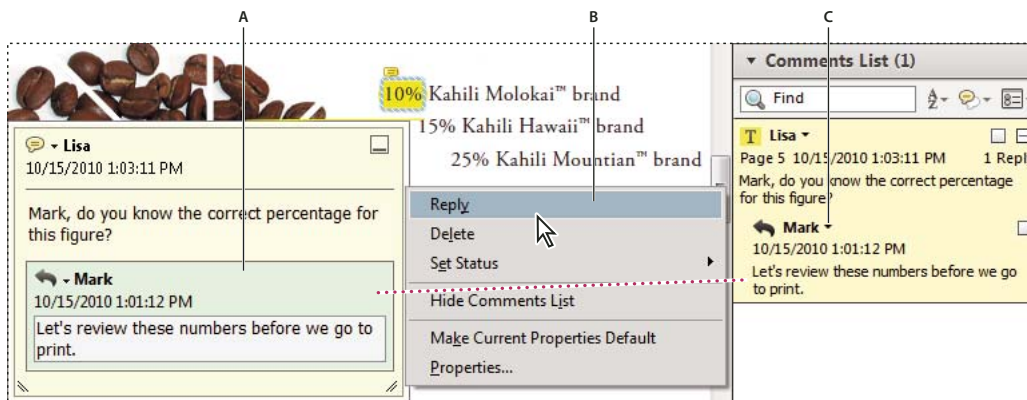 A
B
C
10% Kahili Molokai™ brand
15% Kahili Hawaii™ brand
25% Kahili Mountian™ brand
Lisa
10/15/2010 1:03:11 PM
Mark, do you know the correct percentage for
this figure?
Mark
10/15/2010 1:01:12 PM
Let's review these numbers before we go to
print.
Reply
Delete
Set Status
Hide Comments List
Make Current Properties Default
Properties...
Comments List (1)
Find
T Lisa
Page 5 10/15/2010 1:03:11 PM 1 Repl
Mark, do you know the correct percentage
for this figure?
Mark
10/15/2010 1:01:12 PM
Let's review these numbers before we go
to print.